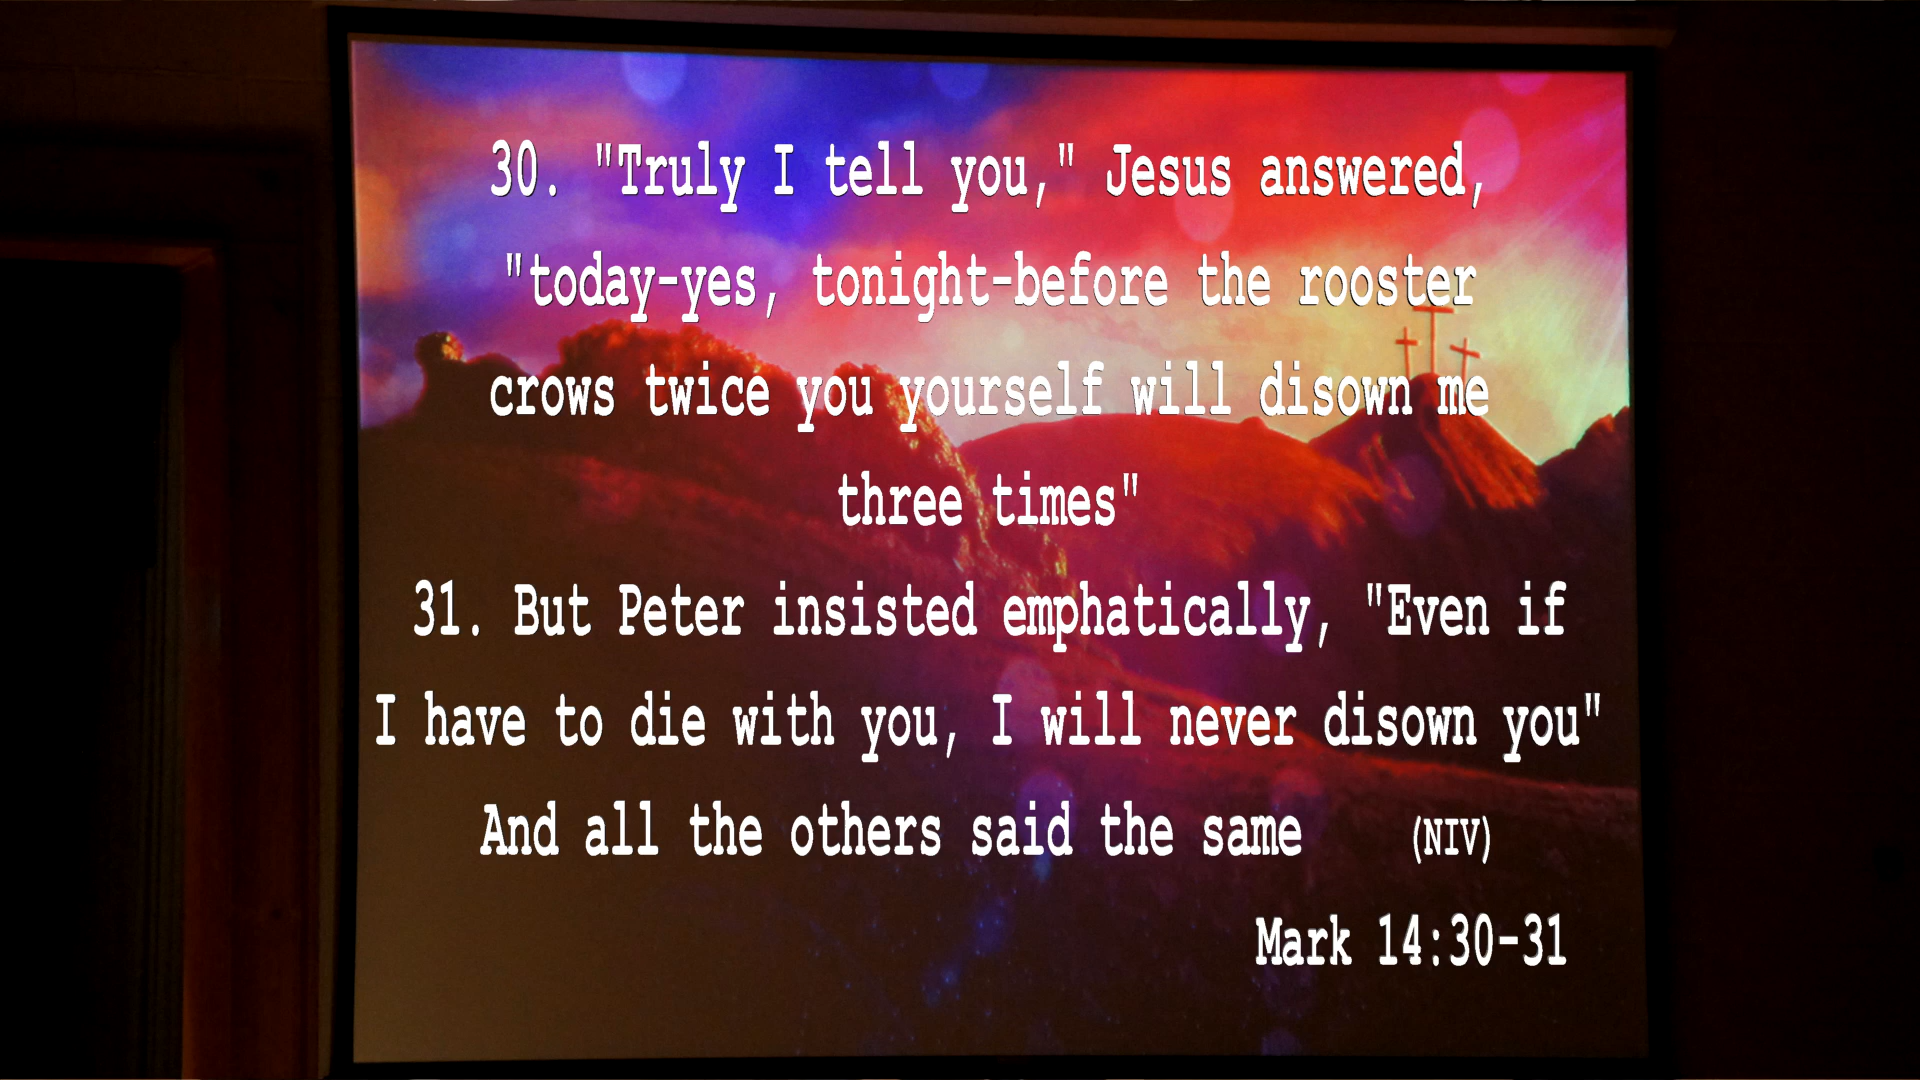 30. "Truly I tell you," Jesus answered,
"today-yes, tonight-before the rooster
crows twice you yourself will disown me
three times"
31. But Peter insisted emphatically, "Even if
I have to die with you, I will never disown you"
And all the others said the same (NIV)
Mark 14:30-31